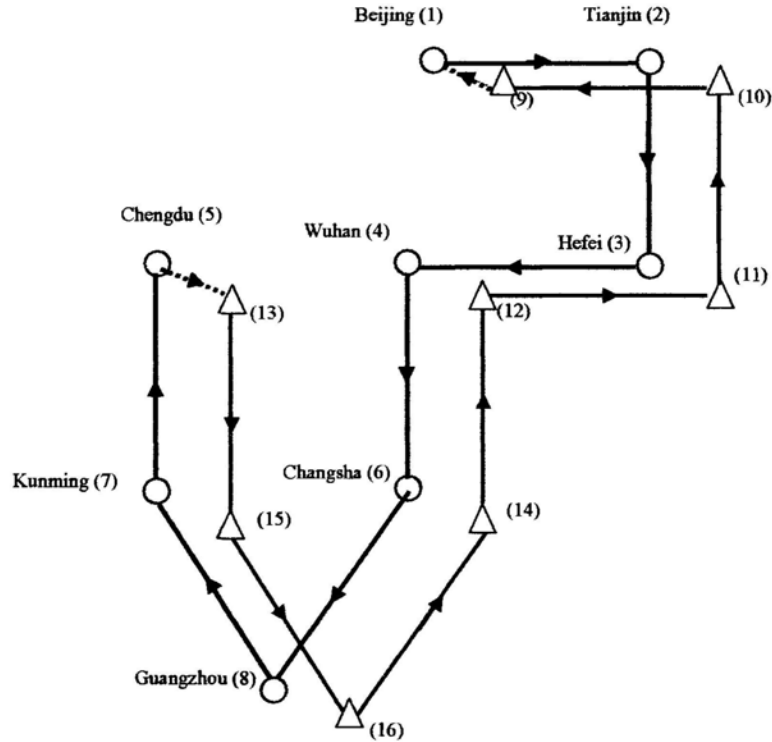 Beijing (1)
Tianjin (2)
(9)
(10)
Chengdu (5)
Wuhan (4)
Hefei (3)
(11)
(12)
(13)
Kunming (7)
Changsha (6)
(14)
(15)
Guangzhou (8)
(16)